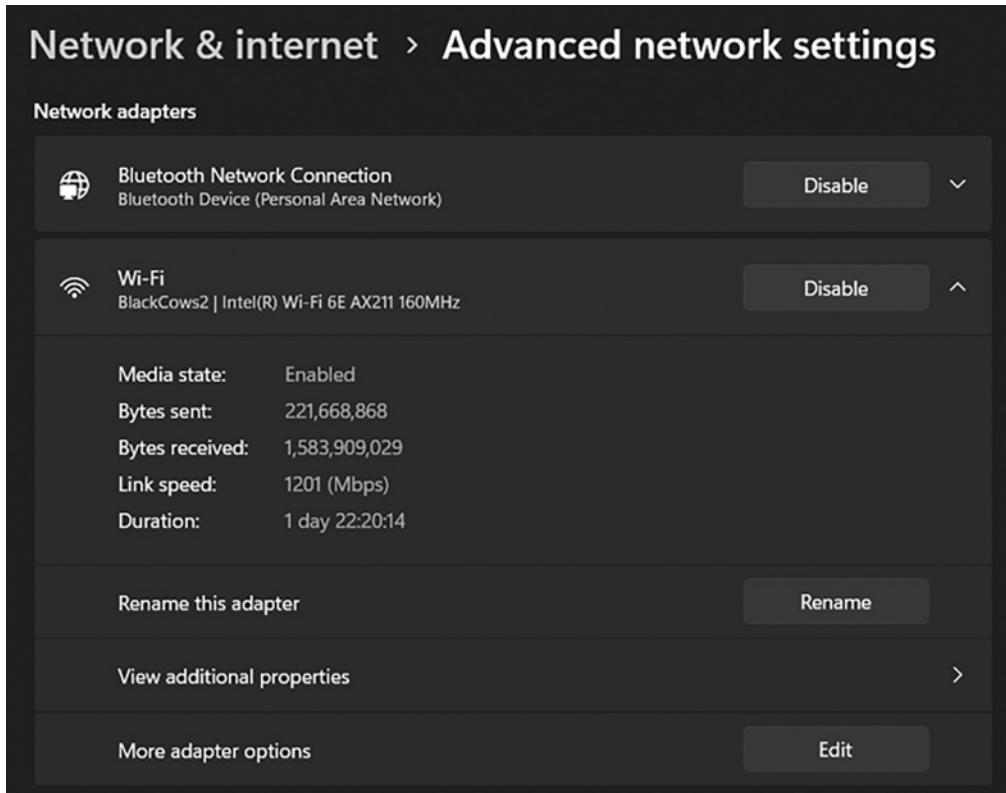 Network & internet > Advanced network settings
Network adapters
Bluetooth Network Connection
Bluetooth Device (Personal Area Network)
Disable
Wi-Fi
BlackCows2 | Intel(R) Wi-Fi 6E AX211 160MHz
Disable
Media state: Enabled
Bytes sent: 221,668,868
Bytes received: 1,583,909,029
Link speed: 1201 (Mbps)
Duration: 1 day 22:20:14
Rename this adapter Rename
View additional properties
More adapter options Edit